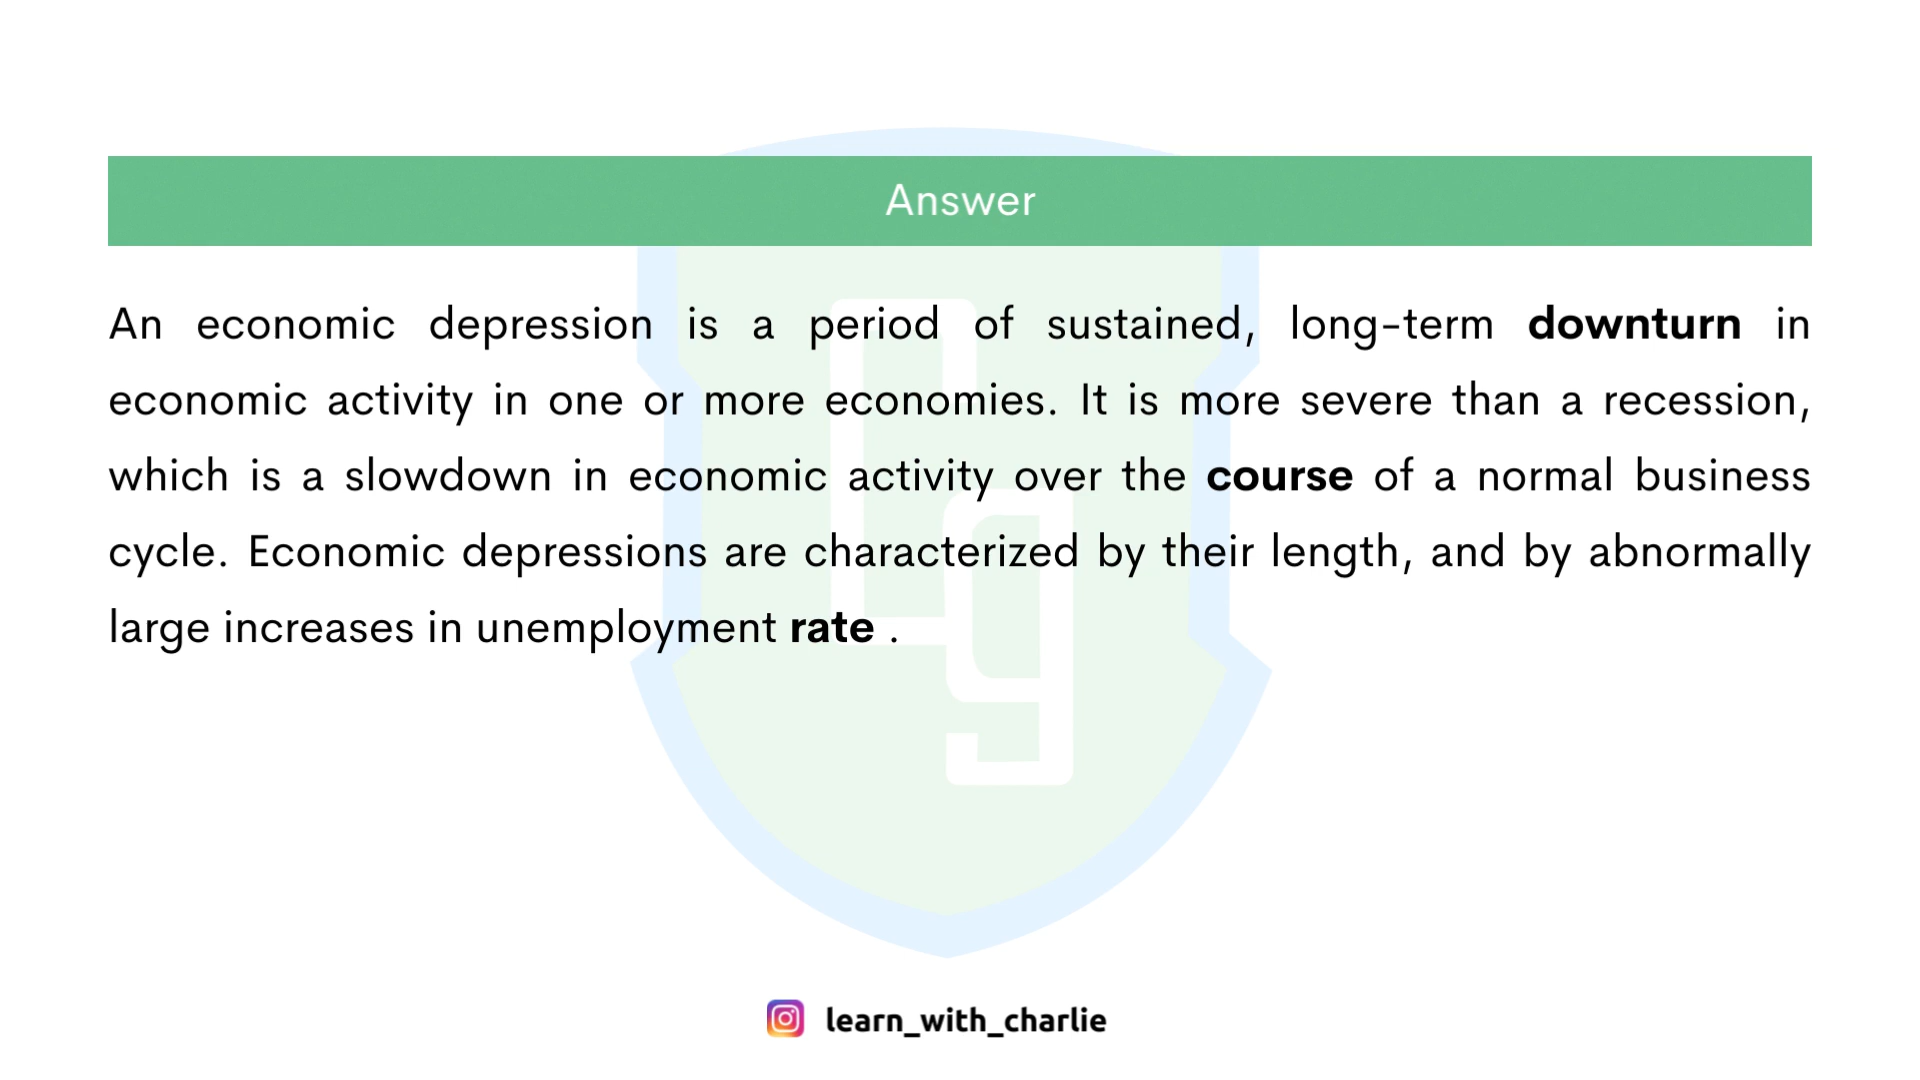 Answer
An economic depression is a period of sustained, long-term downturn in
economic activity in one or more economies. It is more severe than a recession,
which is a slowdown in economic activity over the course of a normal business
cycle. Economic depressions are characterized by their length, and by abnormally
large increases in unemployment rate .
Lg
learn_with_charlie